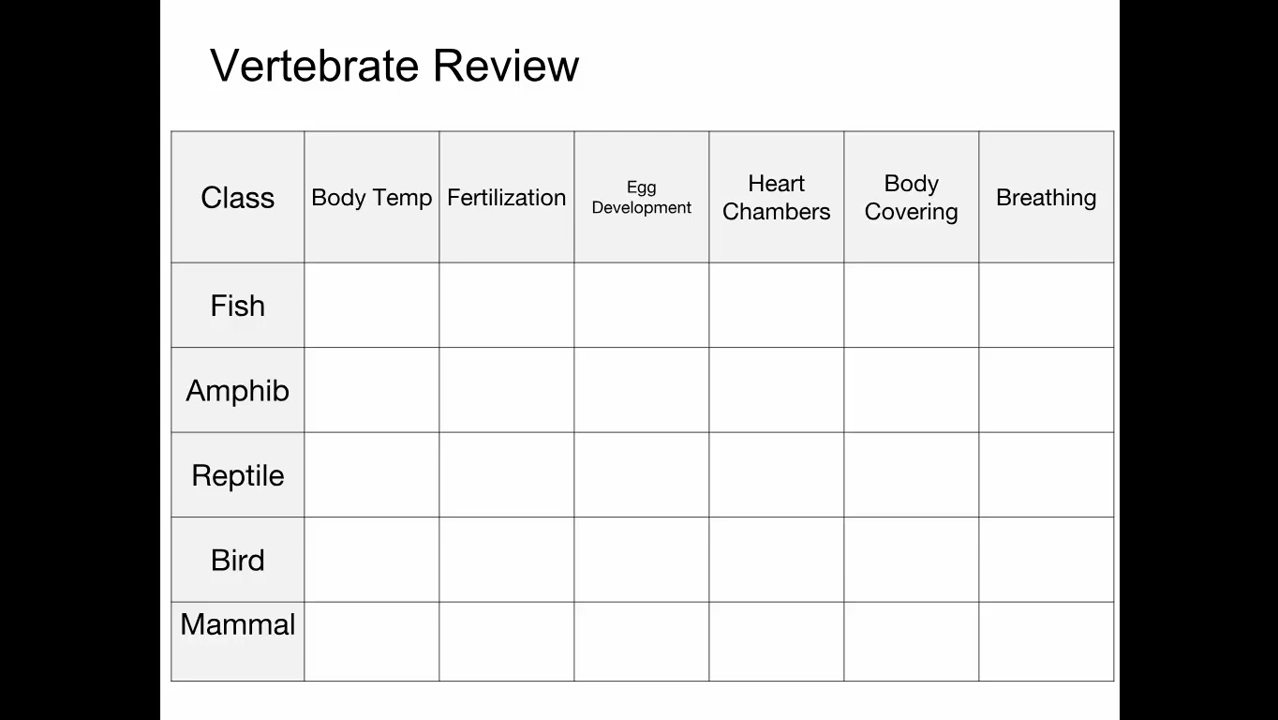 Vertebrate Review
Class
Body Temp
Fertilization
Egg
Development
Heart
Chambers
Body
Covering
Breathing
Fish
Amphib
Reptile
Bird
Mammal